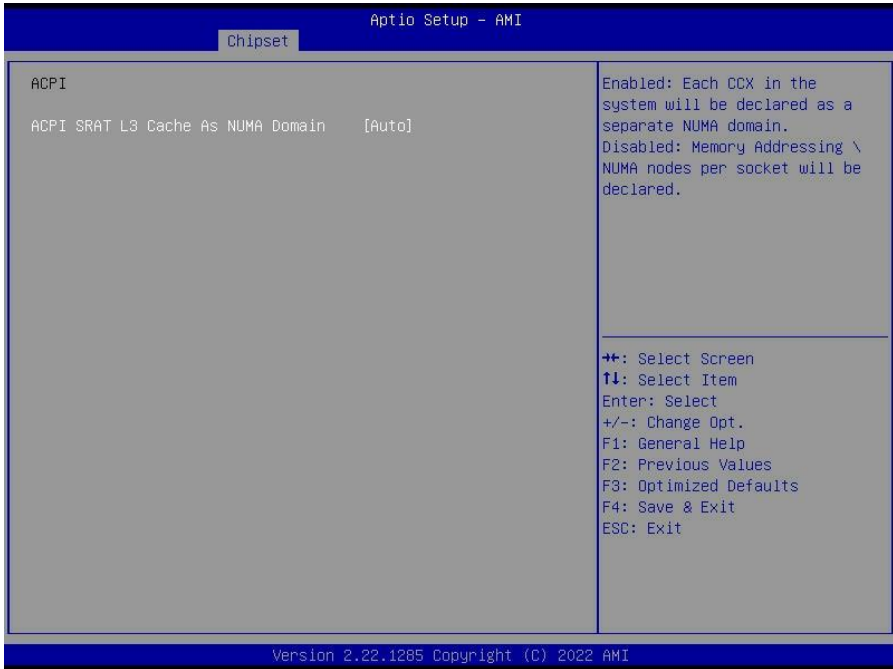 Aptio Setup - AMI
Chipset
ACPI
ACPI SRAT L3 Cache As NUMA Domain [Auto]
Enabled: Each CCX in the
system will be declared as a
separate NUMA domain.
Disabled: Memory Addressing \
NUMA nodes per socket will be
declared.
→←: Select Screen
↑↓: Select Item
Enter: Select
+/-: Change Opt.
F1: General Help
F2: Previous Values
F3: Optimized Defaults
F4: Save & Exit
ESC: Exit
Version 2.22.1285 Copyright (C) 2022 AMI